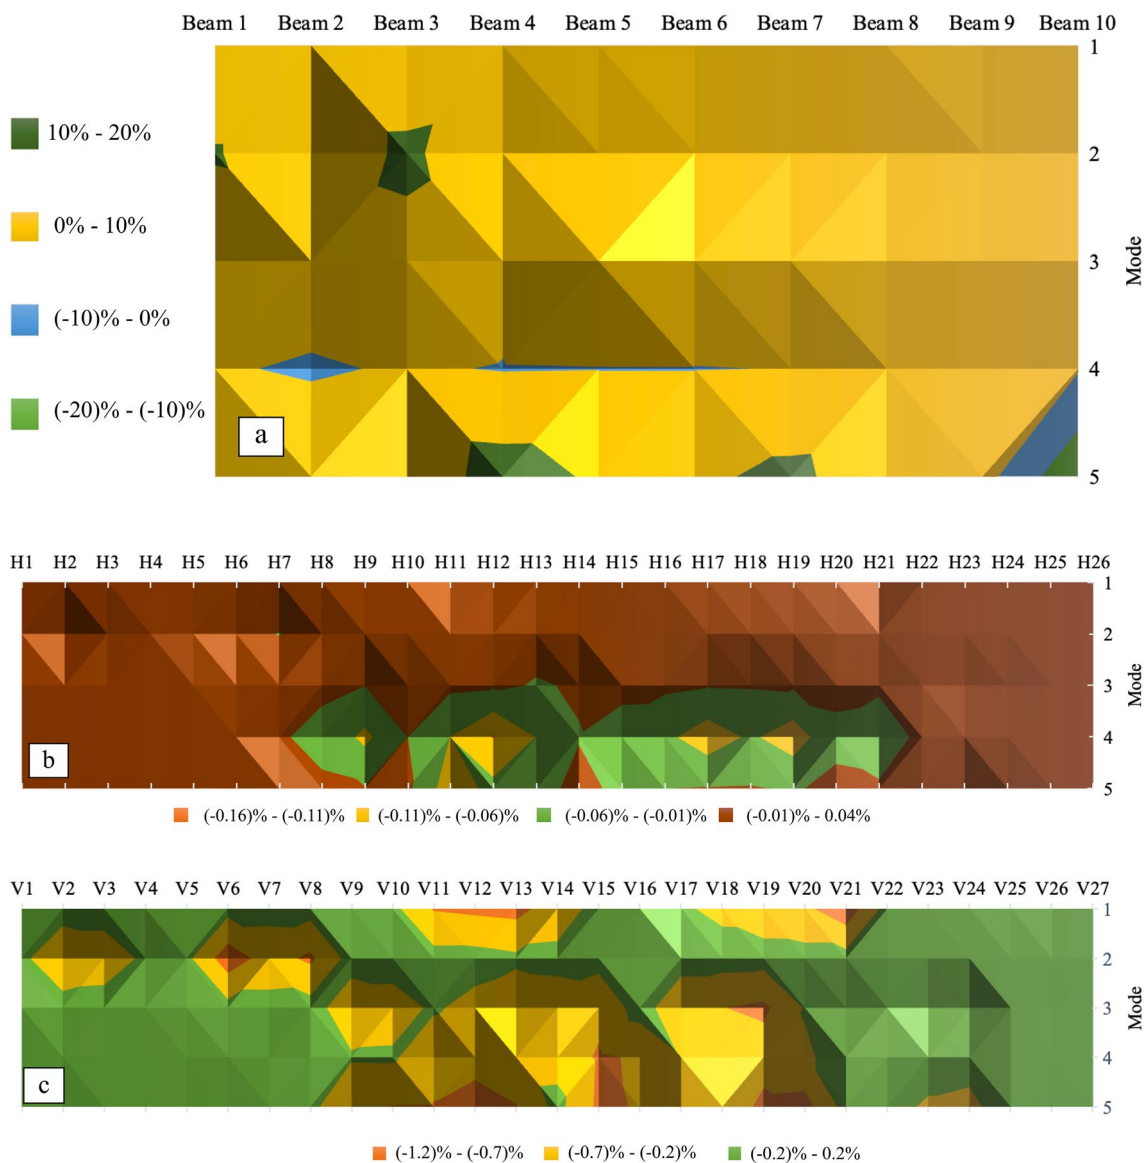 Beam 1 Beam 2 Beam 3 Beam 4 Beam 5 Beam 6 Beam 7 Beam 8 Beam 9 Beam 10
1
10% - 20%
2
0% - 10%
Mode
3
(-10)% - 0%
4
(-20)% - (-10)%
a
5
H1 H2 H3 H4 H5 H6 H7 H8 H9 H10 H11 H12 H13 H14 H15 H16 H17 H18 H19 H20 H21 H22 H23 H24 H25 H26
1
2
Mode
3
b
4
5
(-0.16)% - (-0.11)% (-0.11)% - (-0.06)% (-0.06)% - (-0.01)% (-0.01)% - 0.04%
V1 V2 V3 V4 V5 V6 V7 V8 V9 V10 V11 V12 V13 V14 V15 V16 V17 V18 V19 V20 V21 V22 V23 V24 V25 V26 V27
1
2
Mode
3
4
c
5
(-1.2)% - (-0.7)% (-0.7)% - (-0.2)% (-0.2)% - 0.2%